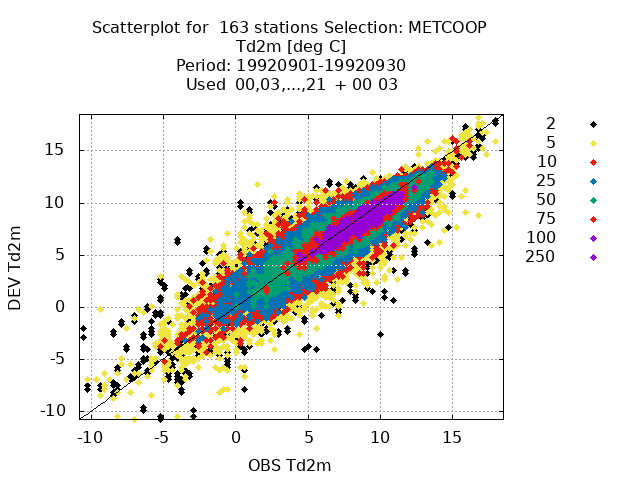 Scatterplot for  163 stations Selection: METCOOP
Td2m [deg C]
Period: 19920901-19920930
Used  00,03,...,21  + 00 03
2
5
10
25
50
75
100
250
DEV Td2m
15
10
5
0
-5
-10
-10 -5 0 5 10 15
OBS Td2m